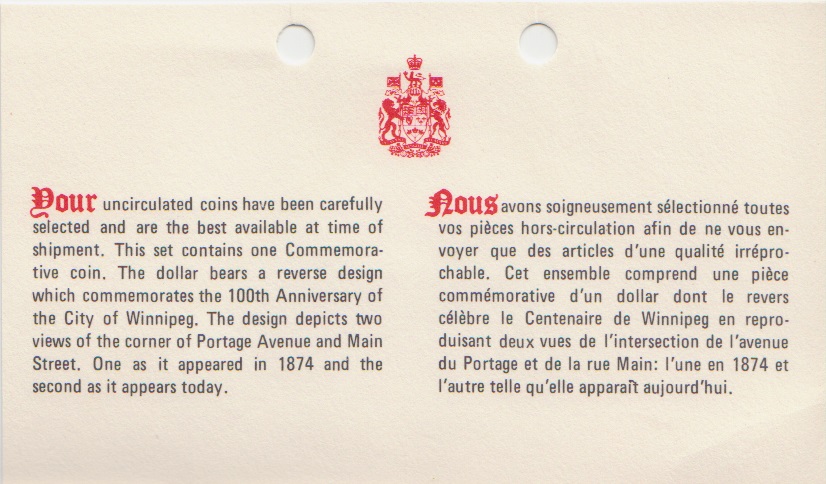 Your uncirculated coins have been carefully
selected and are the best available at time of
shipment. This set contains one Commemora-
tive coin. The dollar bears a reverse design
which commemorates the 100th Anniversary of
the City of Winnipeg. The design depicts two
views of the corner of Portage Avenue and Main
Street. One as it appeared in 1874 and the
second as it appears today.
Nous avons soigneusement sélectionné toutes
vos pièces hors-circulation afin de ne vous en-
voyer que des articles d'une qualité irrépro-
chable. Cet ensemble comprend une pièce
commémorative d'un dollar dont le revers
célèbre le Centenaire de Winnipeg en repro-
duisant deux vues de l'intersection de l'avenue
du Portage et de la rue Main: l'une en 1874 et
l'autre telle qu'elle apparaît aujourd'hui.